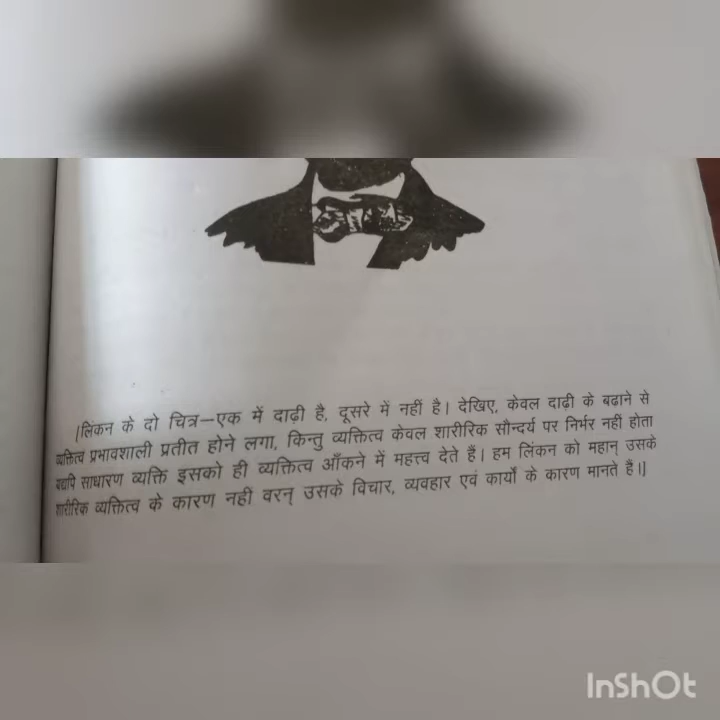 [लिंकन के दो चित्र—एक में दाढ़ी है, दूसरे में नहीं है। देखिए, केवल दाढ़ी के बढाने से
व्यक्तित्व प्रभावशाली प्रतीत होने लगा, किन्तु व्यक्तित्व केवल शारीरिक सौन्दर्य पर निर्भर नहीं होता
यद्यपि साधारण व्यक्ति इसको ही व्यक्तित्व आँकने में महत्त्व देते हैं। हम लिंकन को महान् उसके
शारीरिक व्यक्तित्व के कारण नहीं वरन् उसके विचार, व्यवहार एवं कार्यों के कारण मानते हैं।]
InShOt